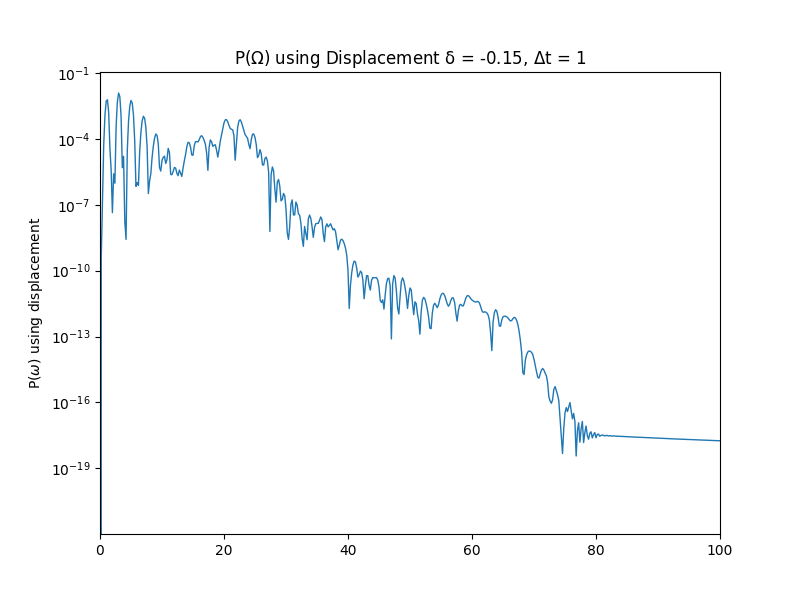 P(Ω) using Displacement δ = -0.15, Δt = 1
P(ω) using displacement
10⁻¹
10⁻⁴
10⁻⁷
10⁻¹⁰
10⁻¹³
10⁻¹⁶
10⁻¹⁹
0 20 40 60 80 100